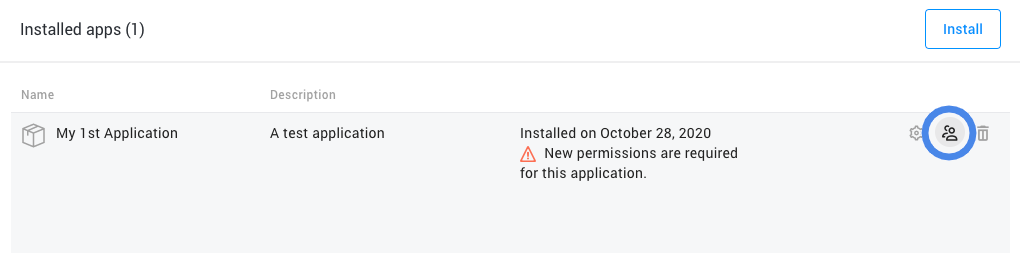 Installed apps (1)
Install
Name
Description
My 1st Application
A test application
Installed on October 28, 2020
New permissions are required
for this application.